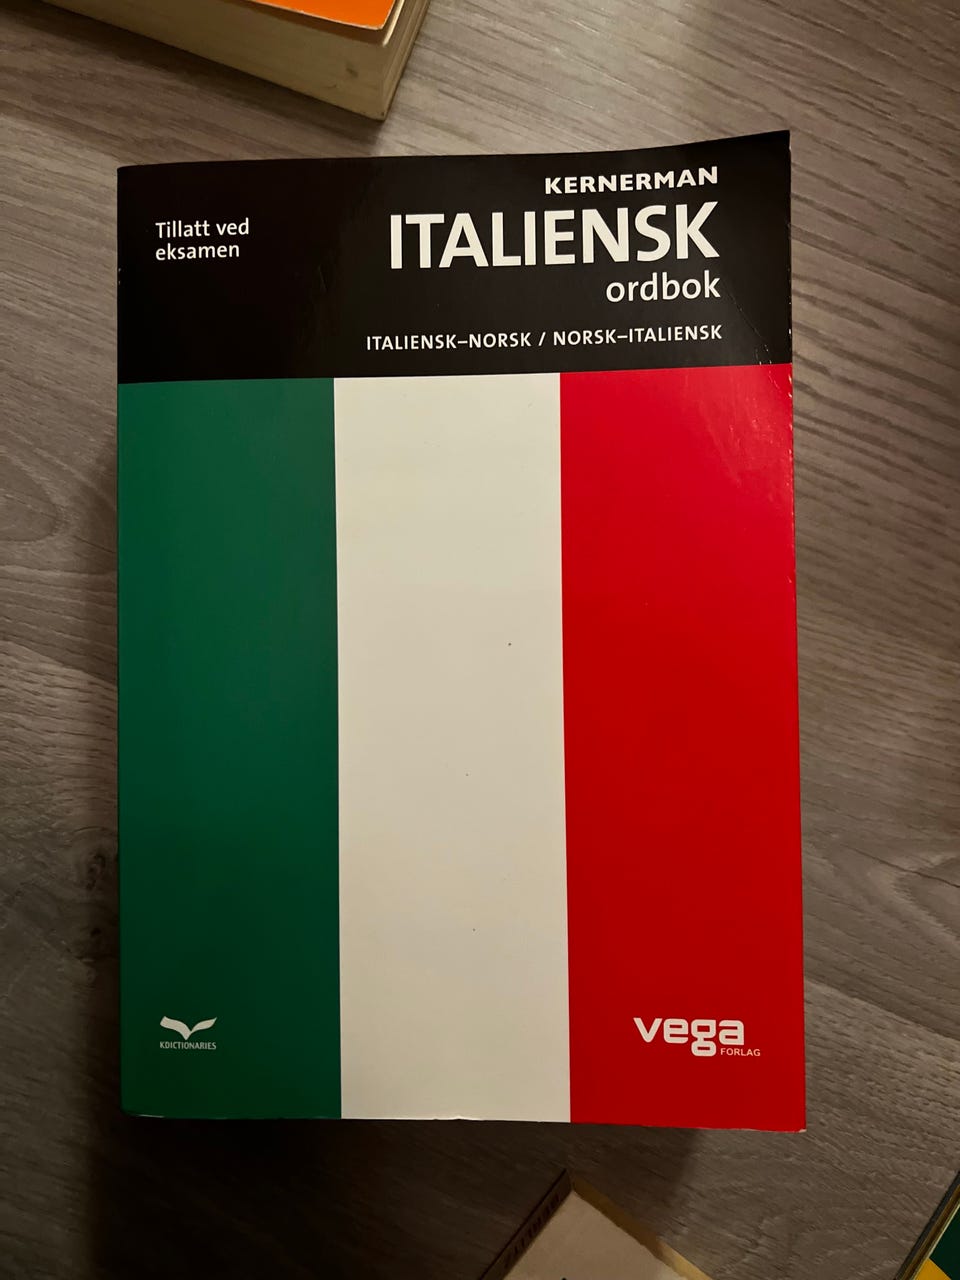 Tillatt ved
eksamen
KERNERMAN
ITALIENSK
ordbok
ITALIENSK–NORSK / NORSK–ITALIENSK
KDICTIONARIES
vega
FORLAG